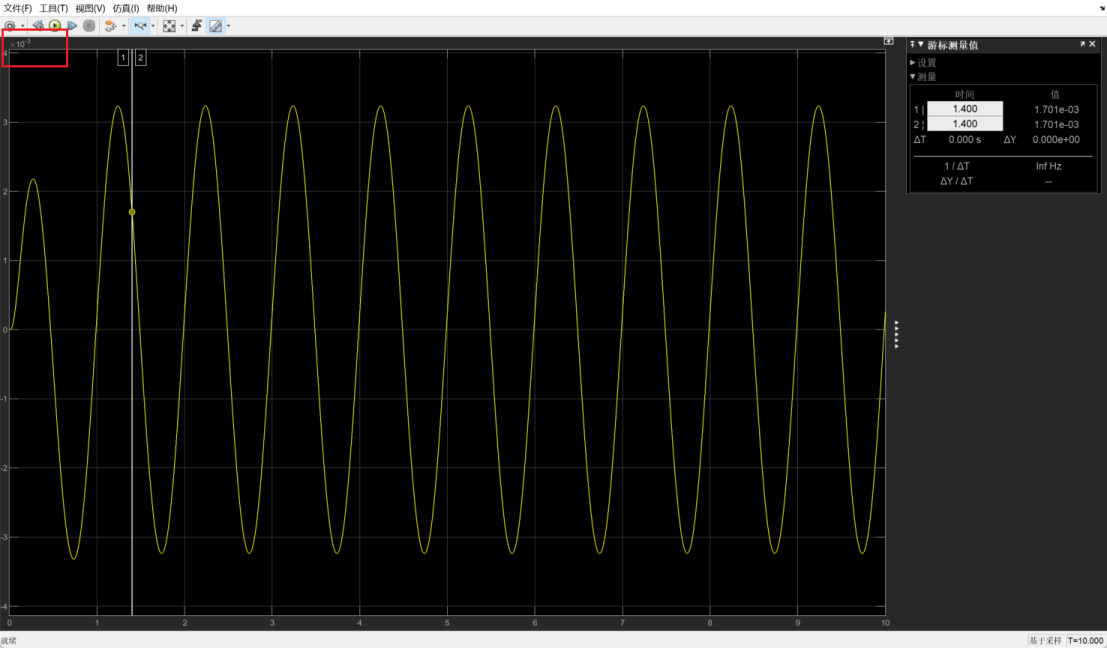 文件(F) 工具(T) 视图(V) 仿真(I) 帮助(H)
×10⁻³
1 2
4
3
2
1
0
-1
-2
-3
-4
0 1 2 3 4 5 6 7 8 9 10
游标测量值
设置
测量
时间 值
1 | 1.400 1.701e-03
2 ¦ 1.400 1.701e-03
ΔT 0.000 s ΔY 0.000e+00
1 / ΔT Inf Hz
ΔY / ΔT --
就绪 基于采样 T=10.000